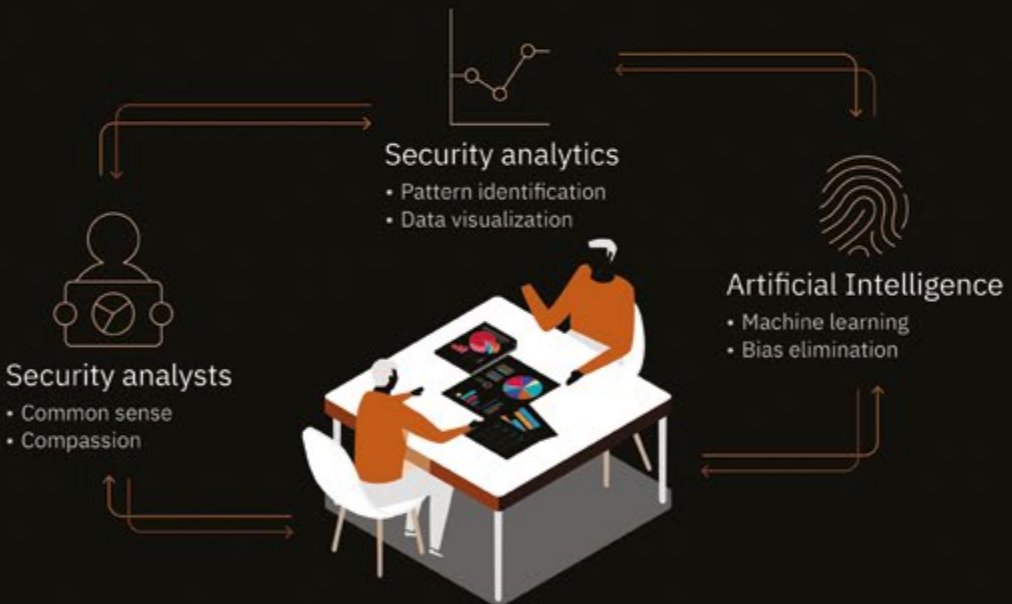 Security analytics
• Pattern identification
• Data visualization
Security analysts
• Common sense
• Compassion
Artificial Intelligence
• Machine learning
• Bias elimination